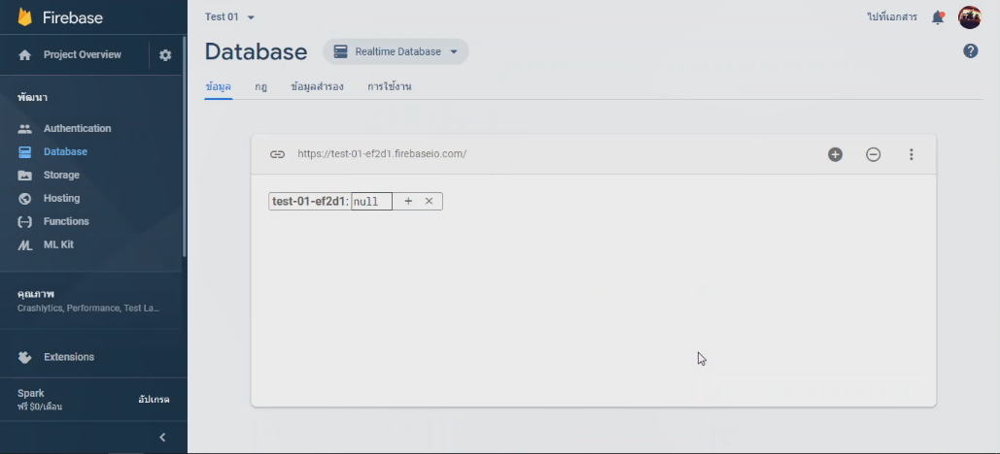 Firebase
Project Overview
พัฒนา
Authentication
Database
Storage
Hosting
Functions
ML Kit
คุณภาพ
Crashlytics, Performance, Test La...
Extensions
Spark
ฟรี $0/เดือน
อัปเกรด
Test 01
ไปที่เอกสาร
Database
Realtime Database
ข้อมูล
กฎ
ข้อมูลสำรอง
การใช้งาน
https://test-01-ef2d1.firebaseio.com/
test-01-ef2d1: null